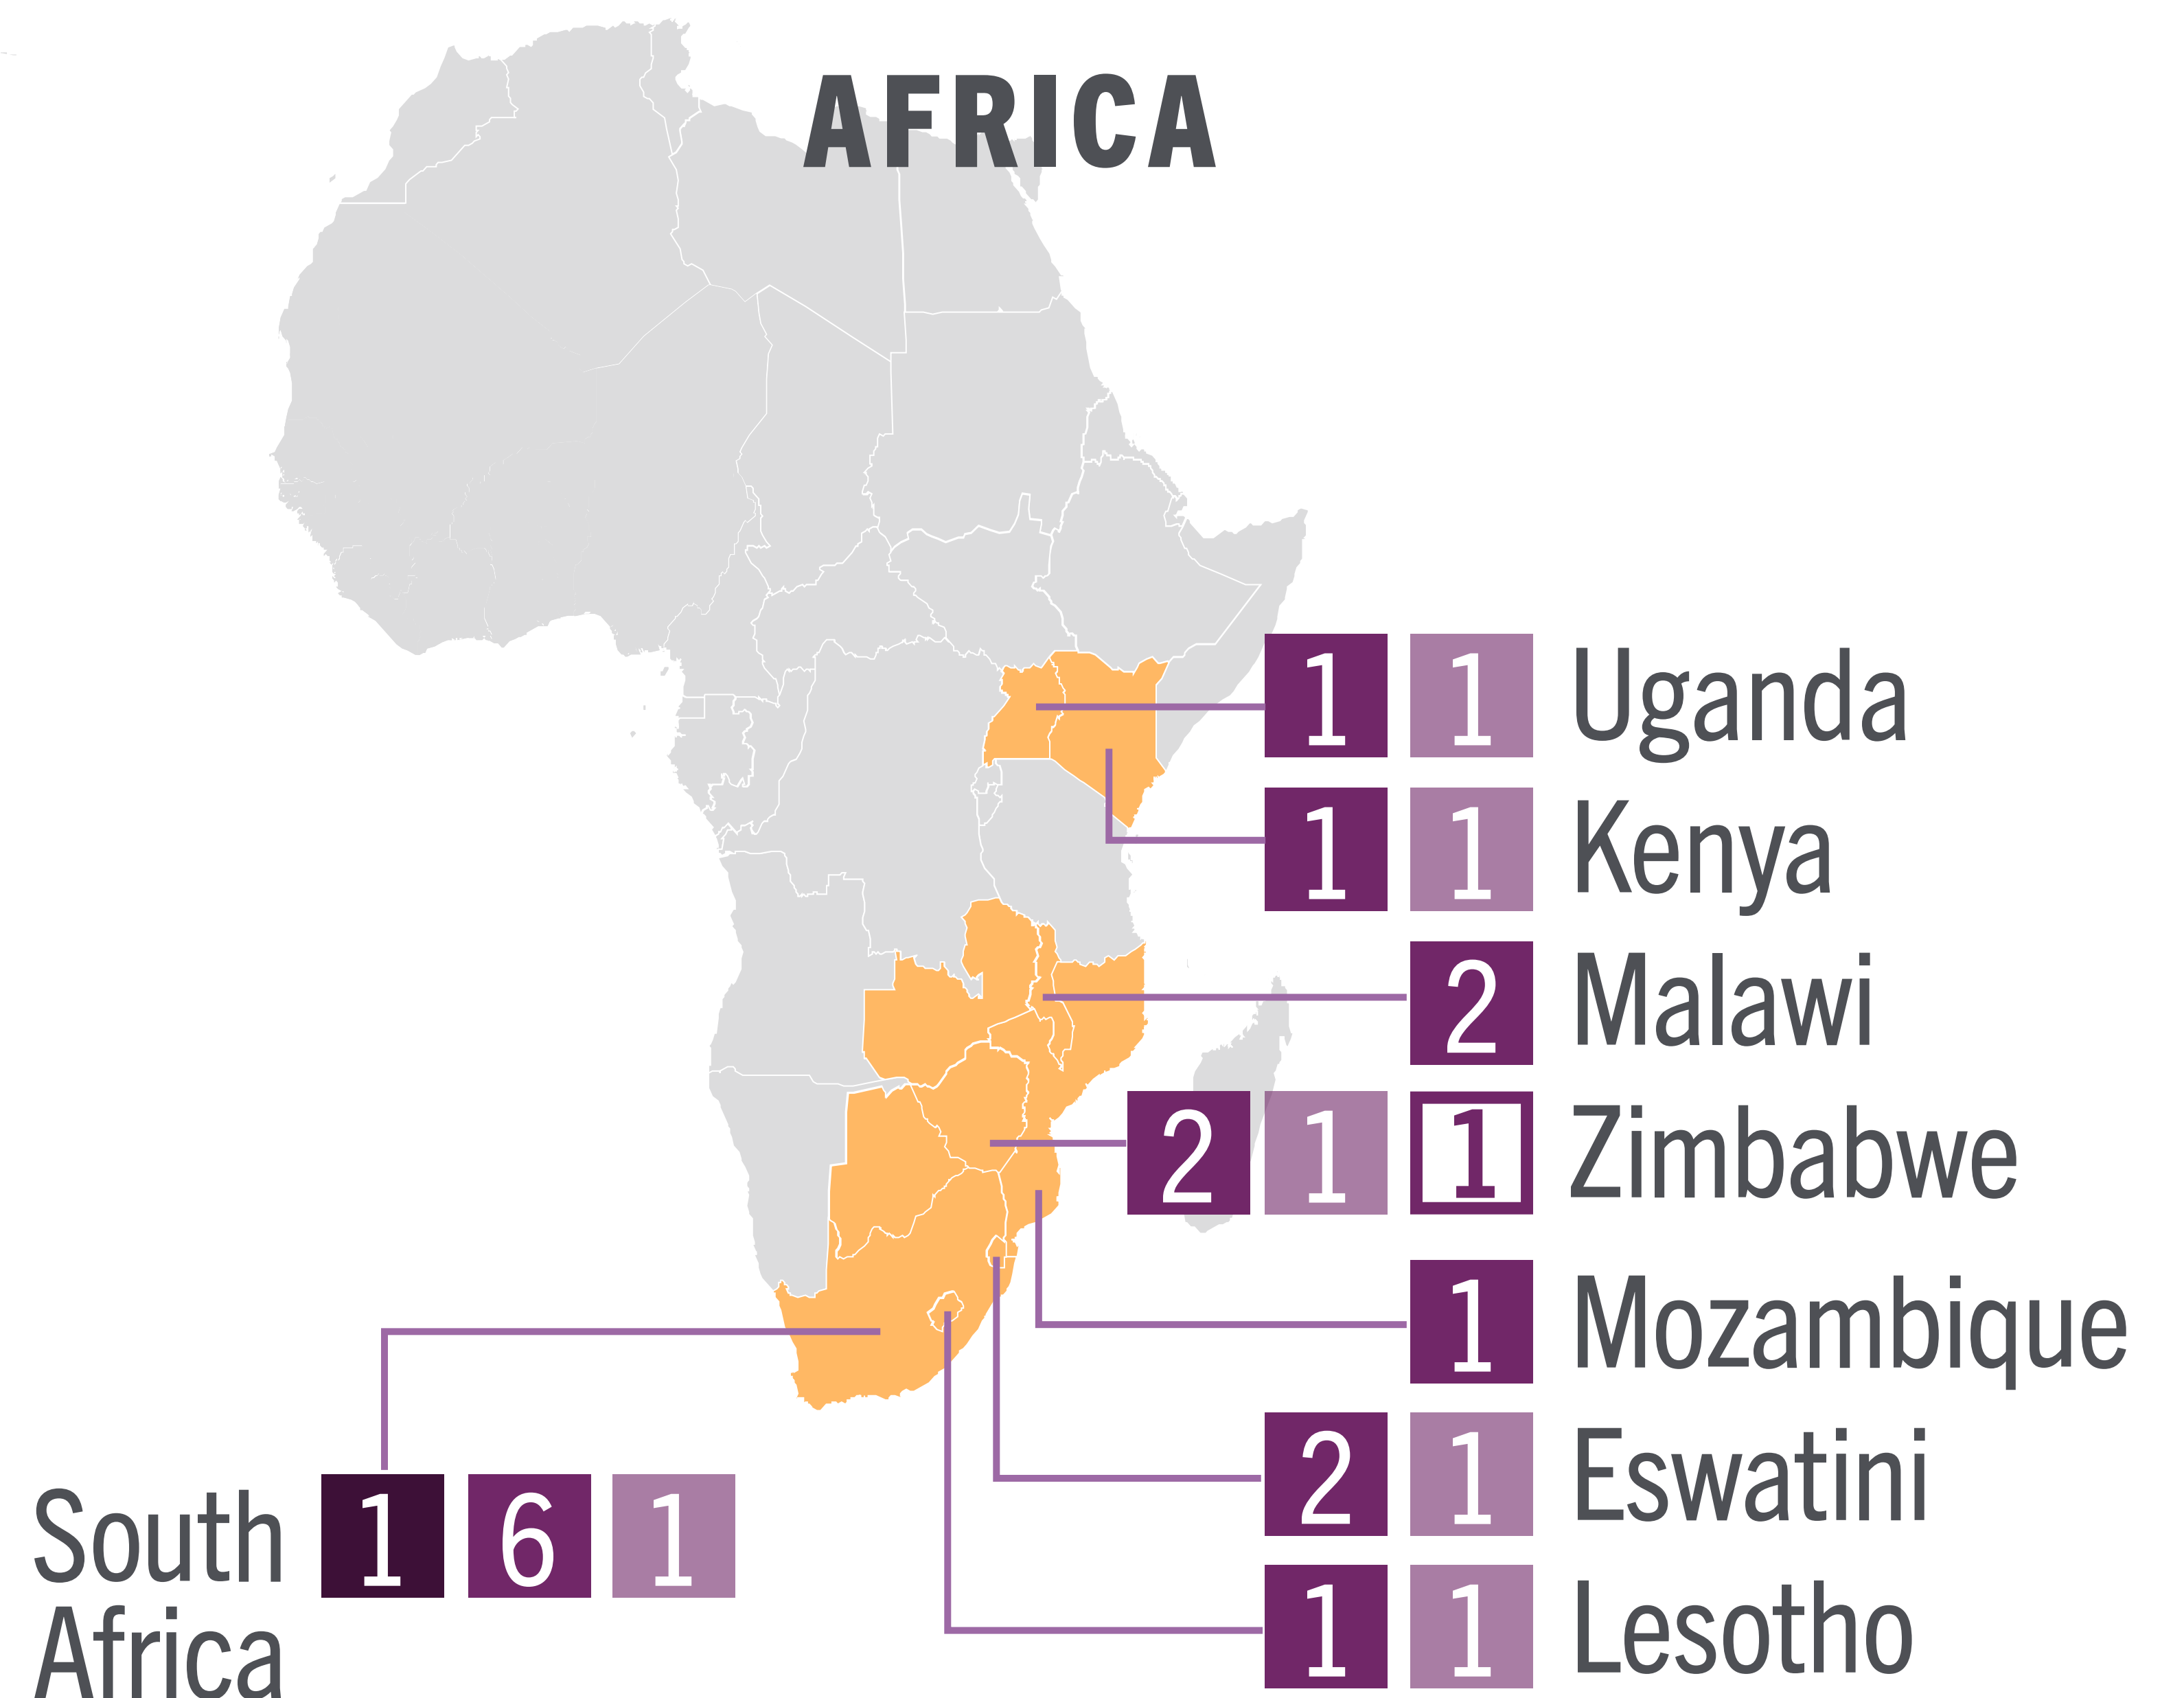 AFRICA
1 1 Uganda
1 1 Kenya
2 Malawi
2 1 1 Zimbabwe
1 Mozambique
2 1 Eswatini
1 1 Lesotho
South 1 6 1
Africa